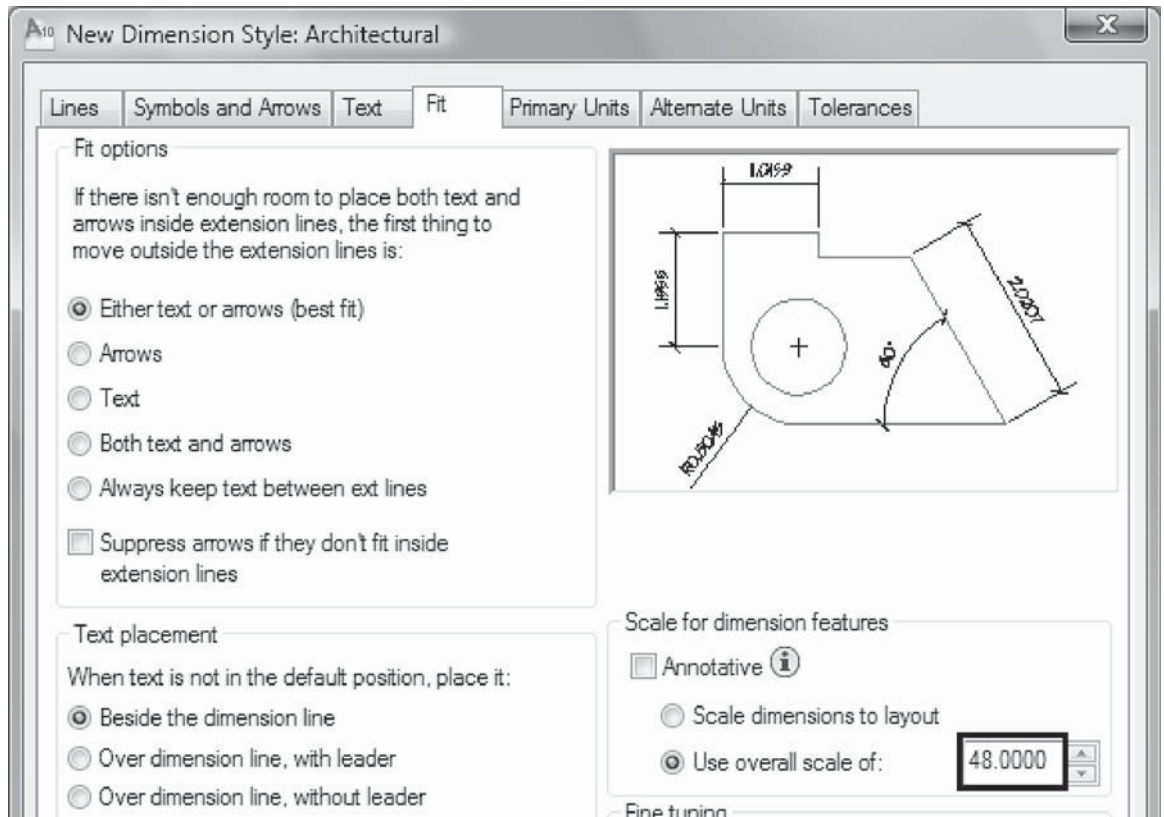 A10 New Dimension Style: Architectural
X
Lines Symbols and Arrows Text Fit Primary Units Alternate Units Tolerances
Fit options
If there isn't enough room to place both text and
arrows inside extension lines, the first thing to
move outside the extension lines is:
Either text or arrows (best fit)
Arrows
Text
Both text and arrows
Always keep text between ext lines
Suppress arrows if they don't fit inside
extension lines
1.0159
1.1955
2.0207
60°
R0.8045
Text placement
When text is not in the default position, place it:
Beside the dimension line
Over dimension line, with leader
Over dimension line, without leader
Scale for dimension features
Annotative i
Scale dimensions to layout
Use overall scale of: 48.0000
Fine tuning